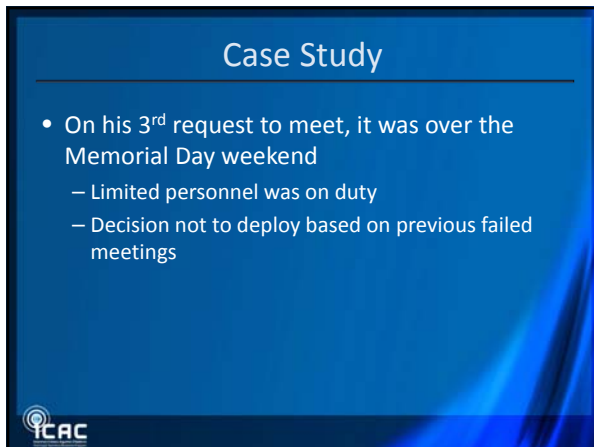 Case Study
• On his 3rd request to meet, it was over the
Memorial Day weekend
– Limited personnel was on duty
– Decision not to deploy based on previous failed
meetings
ICAC